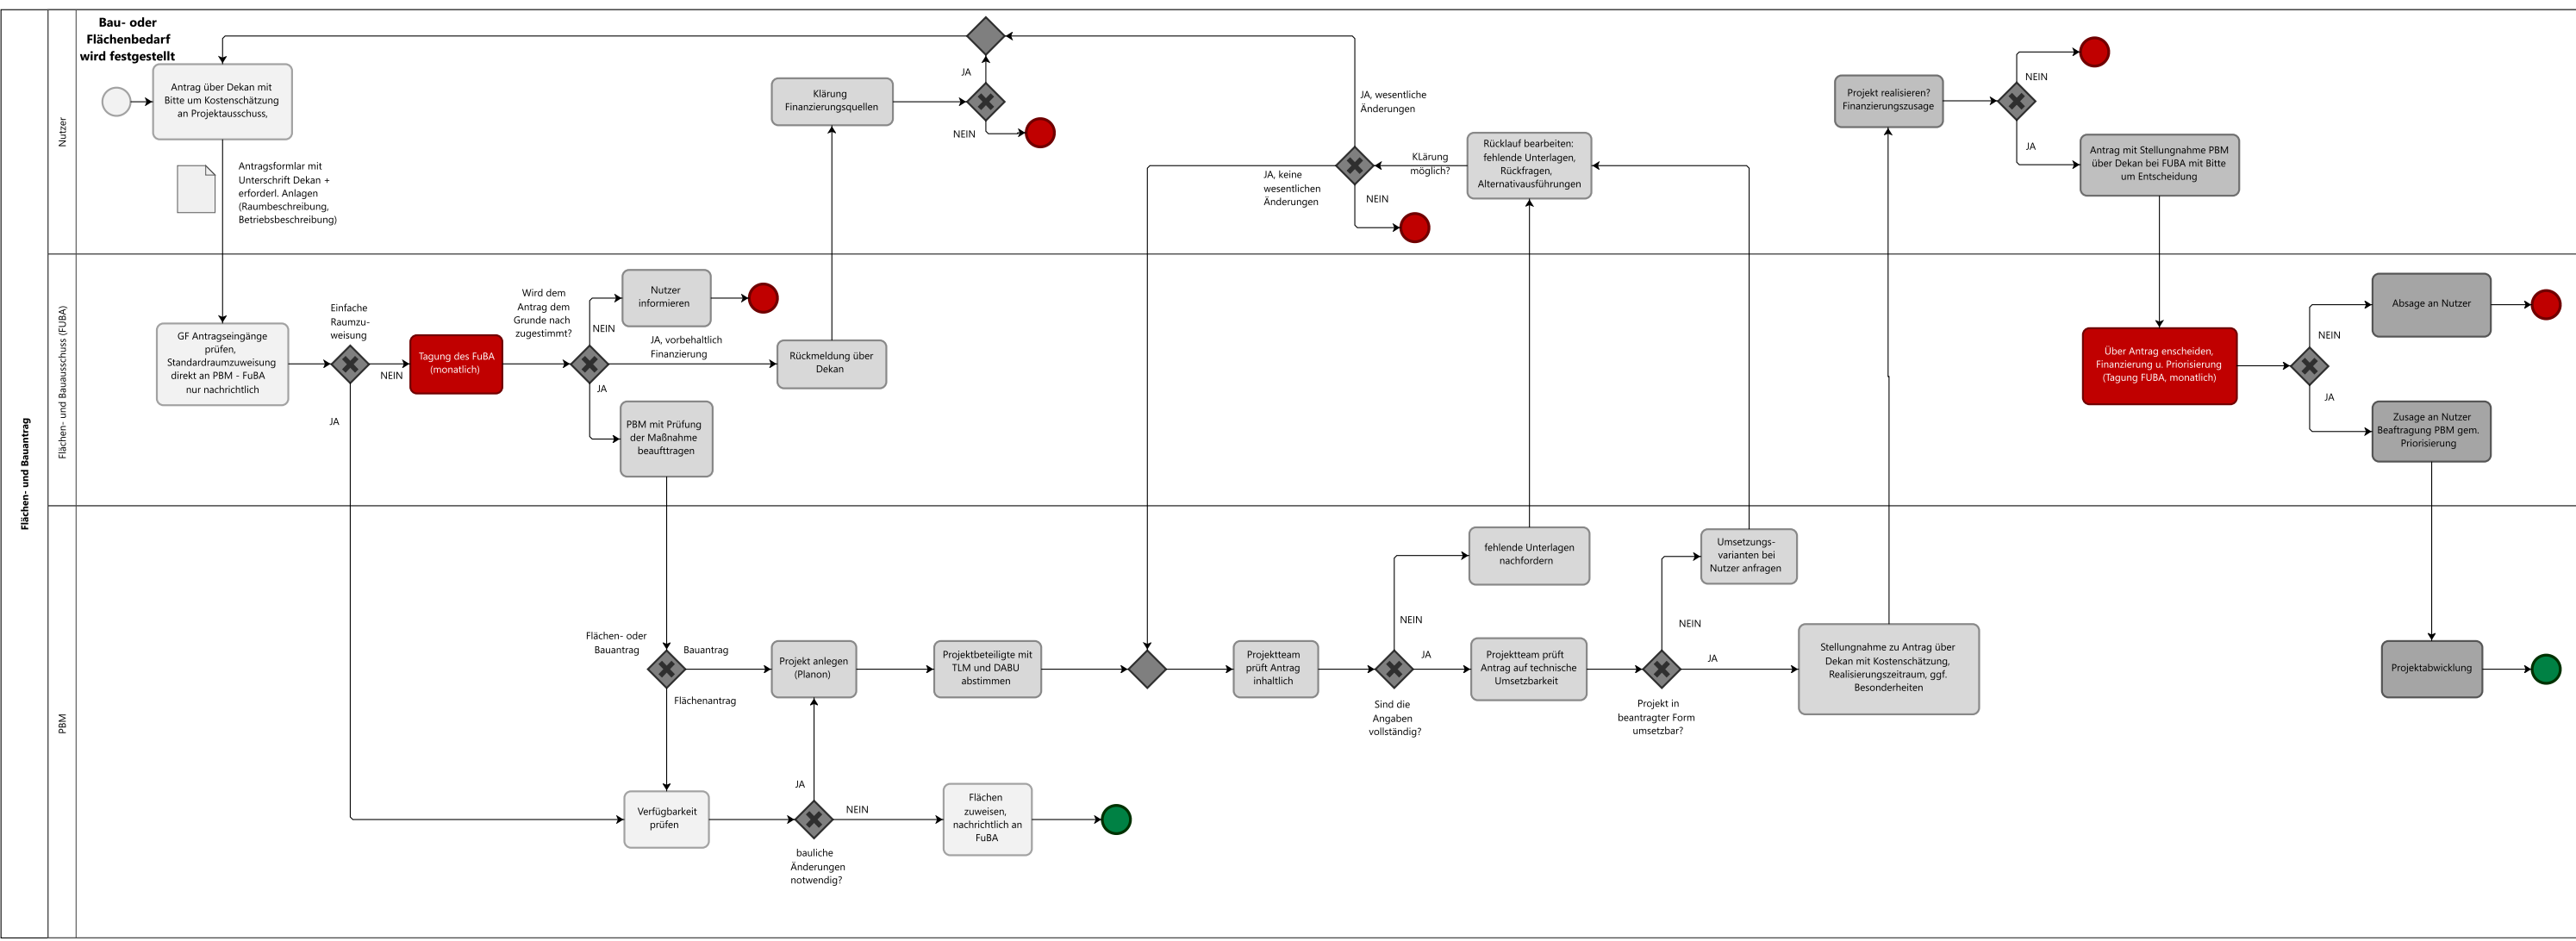 Flächen- und Bauantrag
Nutzer
Bau- oder
Flächenbedarf
wird festgestellt
Antrag über Dekan mit
Bitte um Kostenschätzung
an Projektausschuss,
Antragsformlar mit
Unterschrift Dekan +
erforderl. Anlagen
(Raumbeschreibung,
Betriebsbeschreibung)
Klärung
Finanzierungsquellen
JA
NEIN
JA, wesentliche
Änderungen
JA, keine
wesentlichen
Änderungen
NEIN
KLärung
möglich?
Rücklauf bearbeiten:
fehlende Unterlagen,
Rückfragen,
Alternativausführungen
Projekt realisieren?
Finanzierungszusage
NEIN
JA
Antrag mit Stellungnahme PBM
über Dekan bei FUBA mit Bitte
um Entscheidung
Flächen- und Bauausschuss (FUBA)
GF Antragseingänge
prüfen,
Standardraumzuweisung
direkt an PBM - FuBA
nur nachrichtlich
Einfache
Raumzu-
weisung
NEIN
JA
Tagung des FuBA
(monatlich)
Wird dem
Antrag dem
Grunde nach
zugestimmt?
NEIN
Nutzer
informieren
JA, vorbehaltlich
Finanzierung
JA
Rückmeldung über
Dekan
PBM mit Prüfung
der Maßnahme
beaufttragen
Über Antrag enscheiden,
Finanzierung u. Priorisierung
(Tagung FUBA, monatlich)
NEIN
JA
Absage an Nutzer
Zusage an Nutzer
Beaftragung PBM gem.
Priorisierung
PBM
Flächen- oder
Bauantrag
Bauantrag
Flächenantrag
Projekt anlegen
(Planon)
Projektbeteiligte mit
TLM und DABU
abstimmen
Projektteam
prüft Antrag
inhaltlich
NEIN
JA
Sind die
Angaben
vollständig?
fehlende Unterlagen
nachfordern
Projektteam prüft
Antrag auf technische
Umsetzbarkeit
NEIN
JA
Projekt in
beantragter Form
umsetzbar?
Umsetzungs-
varianten bei
Nutzer anfragen
Stellungnahme zu Antrag über
Dekan mit Kostenschätzung,
Realisierungszeitraum, ggf.
Besonderheiten
Projektabwicklung
Verfügbarkeit
prüfen
JA
NEIN
bauliche
Änderungen
notwendig?
Flächen
zuweisen,
nachrichtlich an
FuBA